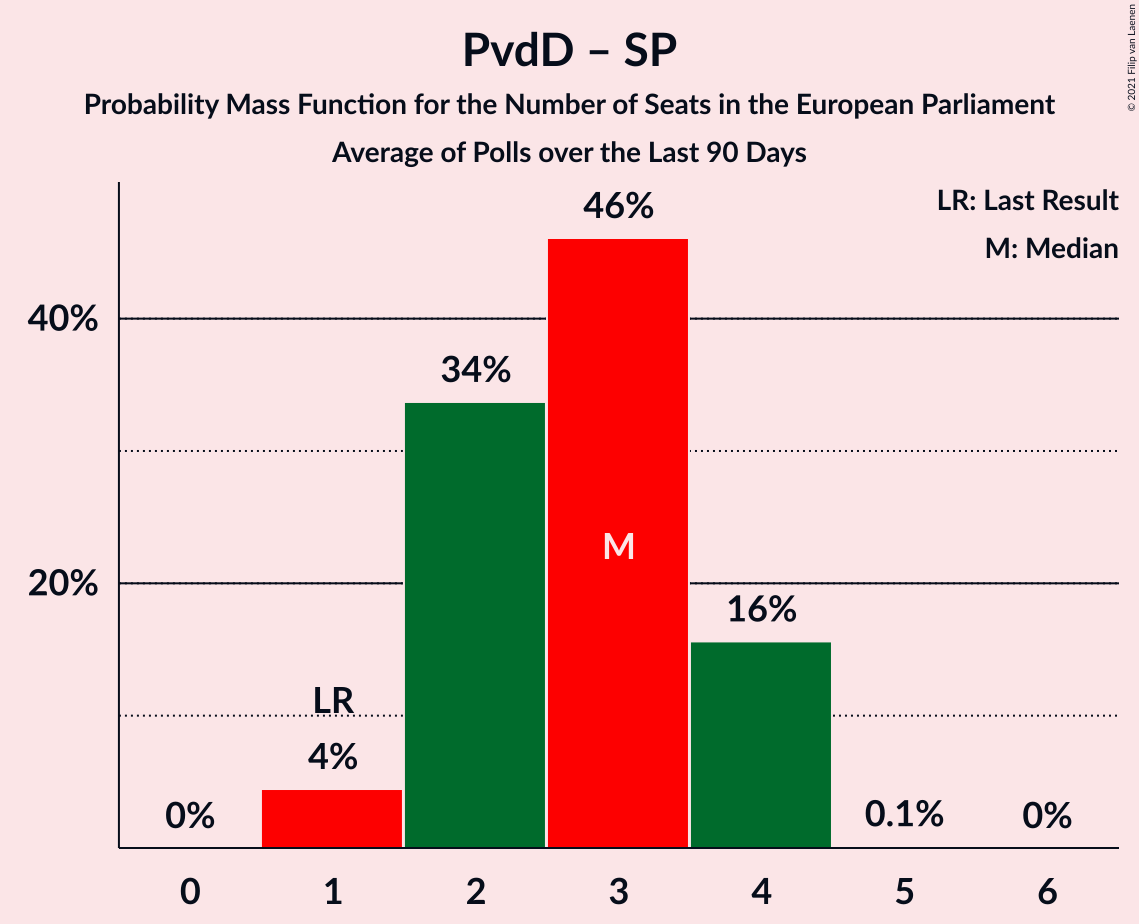 PvdD – SP
Probability Mass Function for the Number of Seats in the European Parliament
Average of Polls over the Last 90 Days
© 2021 Filip van Laenen
LR: Last Result
M: Median
46%
40%
34%
M
20%
16%
LR
4%
0%
0.1%
0%
0 1 2 3 4 5 6